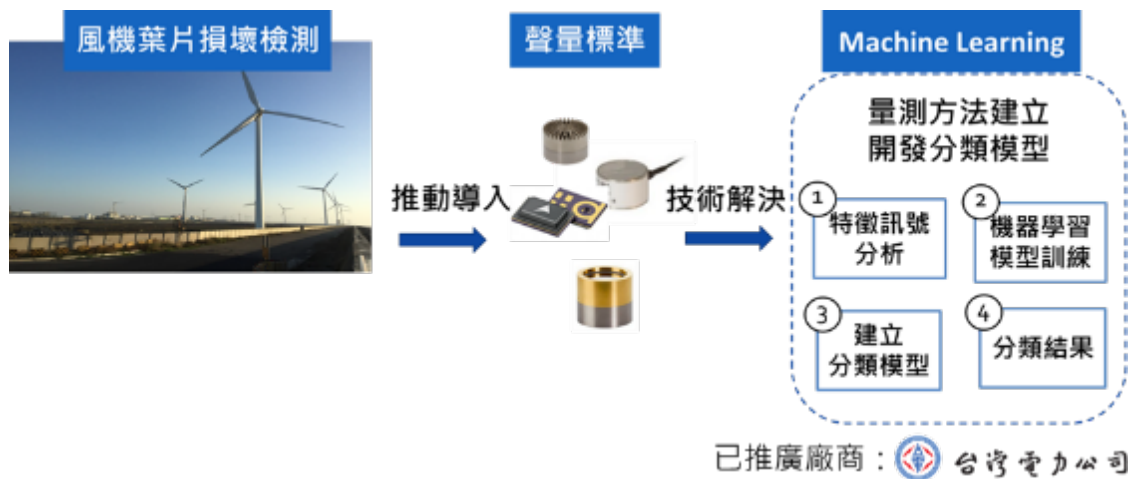 風機葉片損壞檢測
聲量標準
Machine Learning
推動導入
技術解決
量測方法建立
開發分類模型
1
特徵訊號
分析
2
機器學習
模型訓練
3
建立
分類模型
4
分類結果
已推廣廠商：台灣電力公司